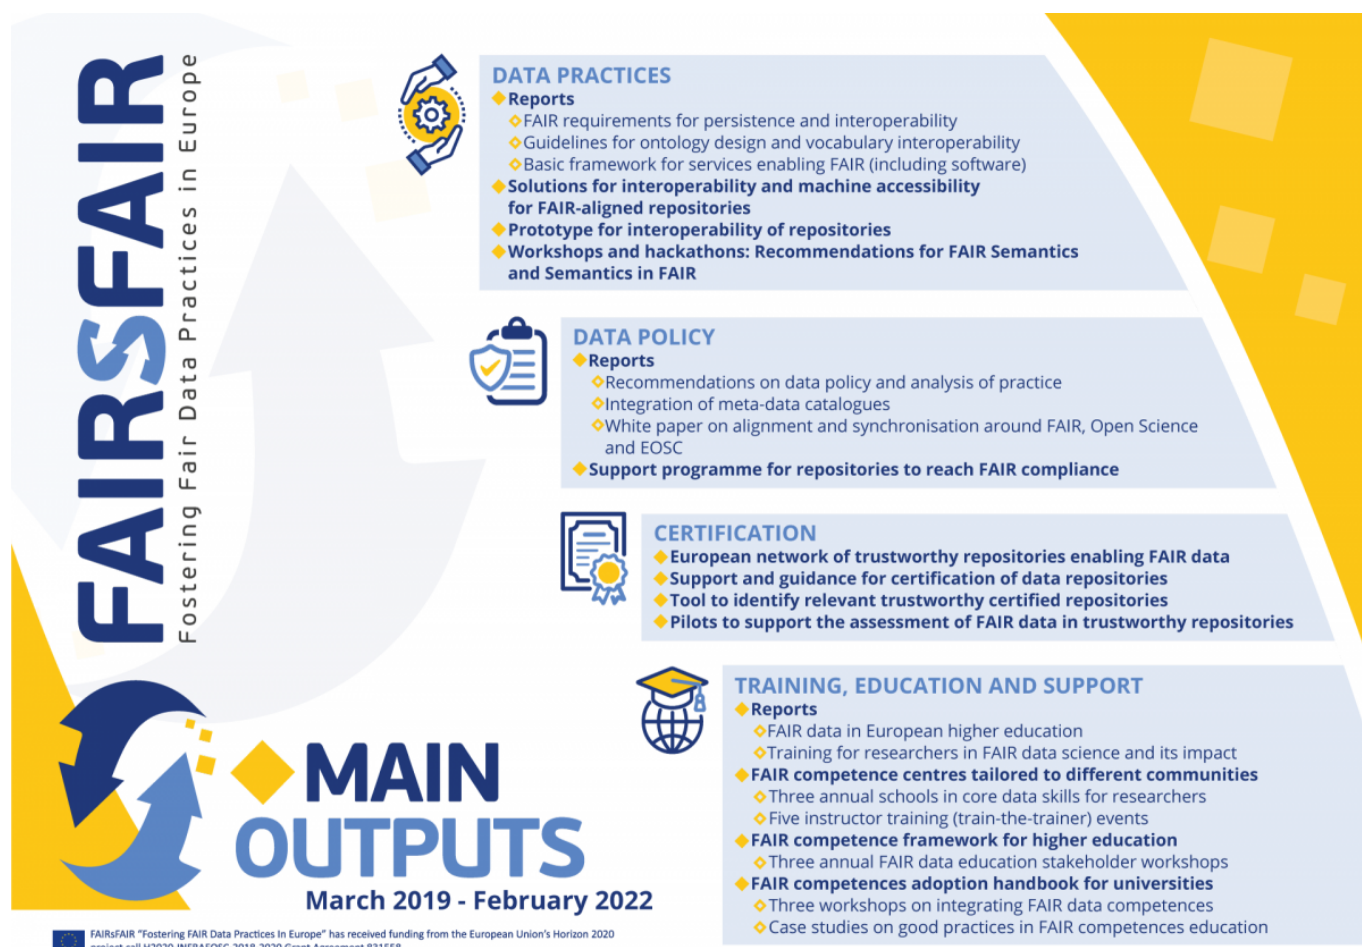 FAIRSFAIR
Fostering Fair Data Practices in Europe
DATA PRACTICES
Reports
FAIR requirements for persistence and interoperability
Guidelines for ontology design and vocabulary interoperability
Basic framework for services enabling FAIR (including software)
Solutions for interoperability and machine accessibility
for FAIR-aligned repositories
Prototype for interoperability of repositories
Workshops and hackathons: Recommendations for FAIR Semantics
and Semantics in FAIR
DATA POLICY
Reports
Recommendations on data policy and analysis of practice
Integration of meta-data catalogues
White paper on alignment and synchronisation around FAIR, Open Science
and EOSC
Support programme for repositories to reach FAIR compliance
CERTIFICATION
European network of trustworthy repositories enabling FAIR data
Support and guidance for certification of data repositories
Tool to identify relevant trustworthy certified repositories
Pilots to support the assessment of FAIR data in trustworthy repositories
TRAINING, EDUCATION AND SUPPORT
Reports
FAIR data in European higher education
Training for researchers in FAIR data science and its impact
FAIR competence centres tailored to different communities
Three annual schools in core data skills for researchers
Five instructor training (train-the-trainer) events
FAIR competence framework for higher education
Three annual FAIR data education stakeholder workshops
FAIR competences adoption handbook for universities
Three workshops on integrating FAIR data competences
Case studies on good practices in FAIR competences education
MAIN
OUTPUTS
March 2019 - February 2022
FAIRsFAIR "Fostering FAIR Data Practices In Europe" has received funding from the European Union's Horizon 2020
project call H2020-INFRAEOSC-2018-2020 Grant Agreement 831558